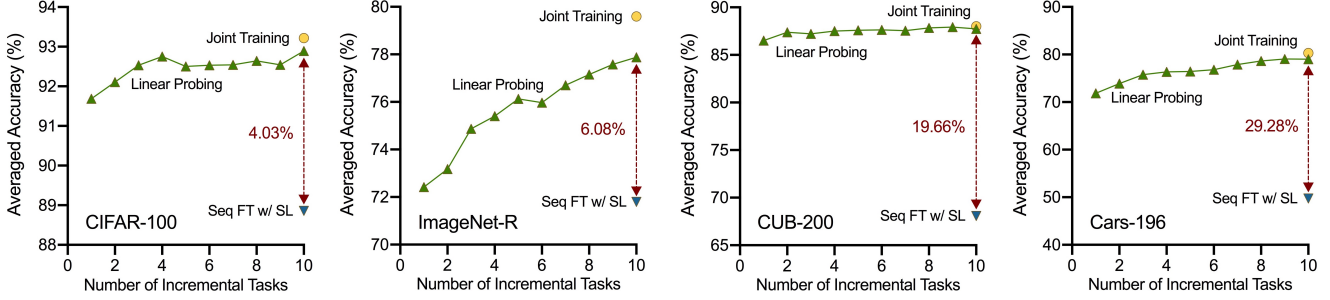 Averaged Accuracy (%)
94
93
92
91
90
89
88
Joint Training
Linear Probing
4.03%
Seq FT w/ SL
CIFAR-100
0 2 4 6 8 10
Number of Incremental Tasks
Averaged Accuracy (%)
80
78
76
74
72
70
Joint Training
Linear Probing
6.08%
Seq FT w/ SL
ImageNet-R
0 2 4 6 8 10
Number of Incremental Tasks
Averaged Accuracy (%)
90
85
80
75
70
65
Joint Training
Linear Probing
19.66%
Seq FT w/ SL
CUB-200
0 2 4 6 8 10
Number of Incremental Tasks
Averaged Accuracy (%)
90
80
70
60
50
40
Joint Training
Linear Probing
29.28%
Seq FT w/ SL
Cars-196
0 2 4 6 8 10
Number of Incremental Tasks